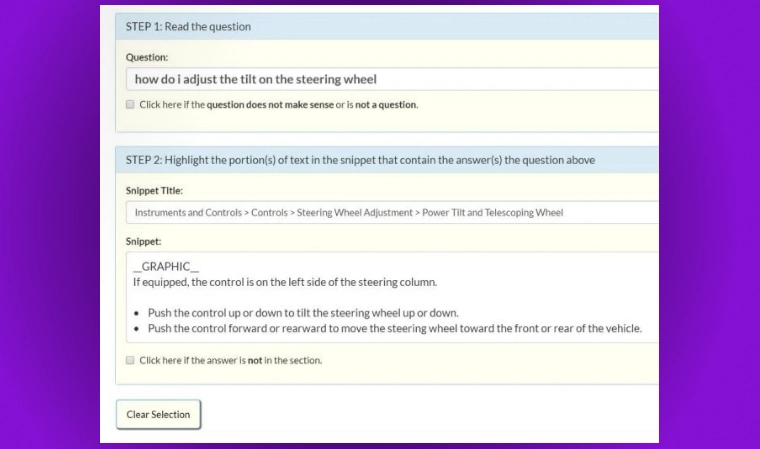 STEP 1: Read the question
Question:
how do i adjust the tilt on the steering wheel
Click here if the question does not make sense or is not a question.
STEP 2: Highlight the portion(s) of text in the snippet that contain the answer(s) the question above
Snippet Title:
Instruments and Controls > Controls > Steering Wheel Adjustment > Power Tilt and Telescoping Wheel
Snippet:
__GRAPHIC__
If equipped, the control is on the left side of the steering column.
• Push the control up or down to tilt the steering wheel up or down.
• Push the control forward or rearward to move the steering wheel toward the front or rear of the vehicle.
Click here if the answer is not in the section.
Clear Selection